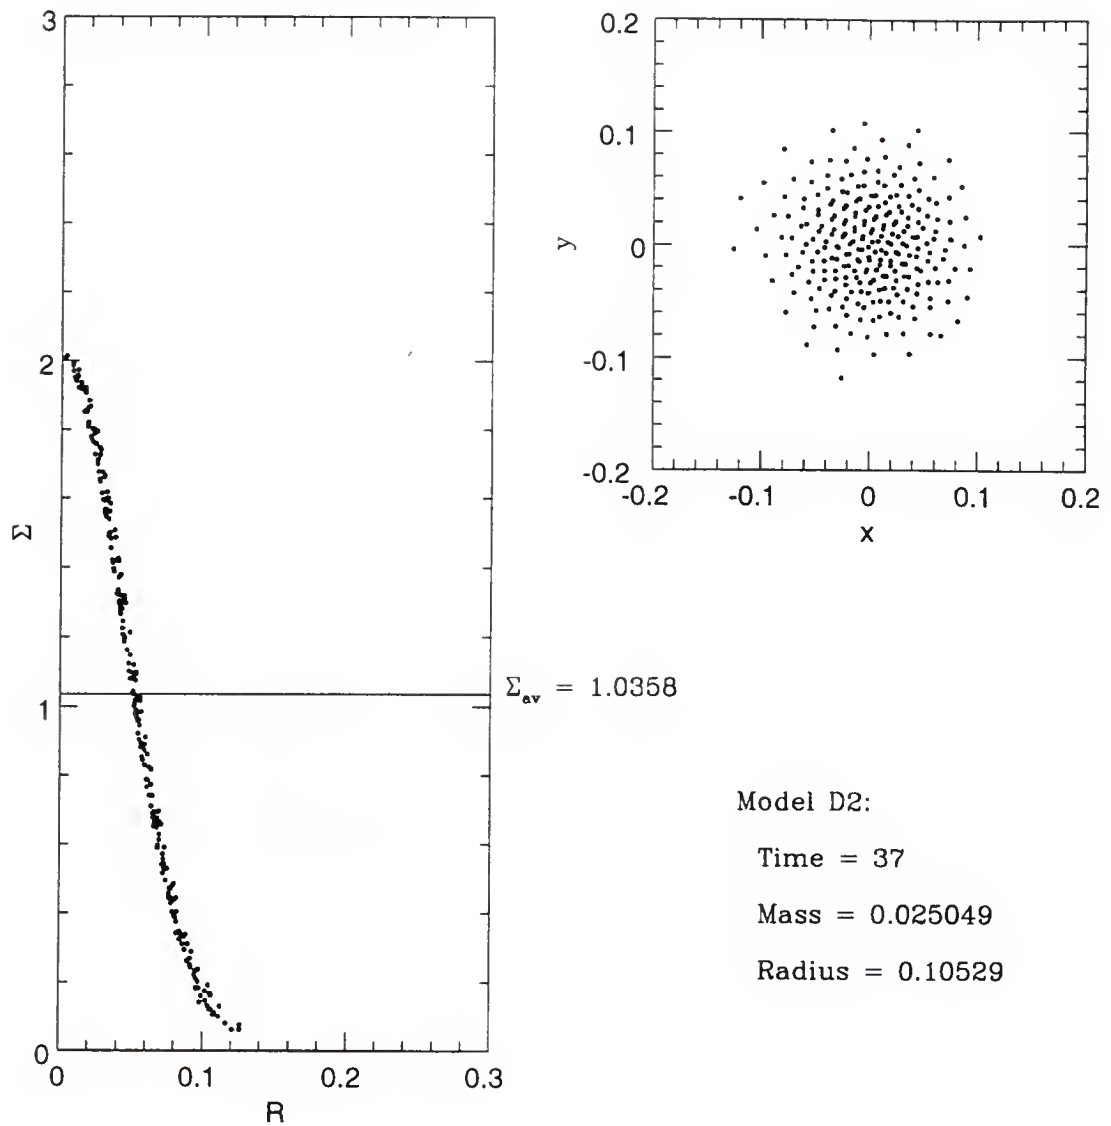 3
2
1
0
Σ
0 0.1 0.2 0.3
R
Σav = 1.0358
0.2
0.1
0
-0.1
-0.2
y
-0.2 -0.1 0 0.1 0.2
x
Model D2:
Time = 37
Mass = 0.025049
Radius = 0.10529